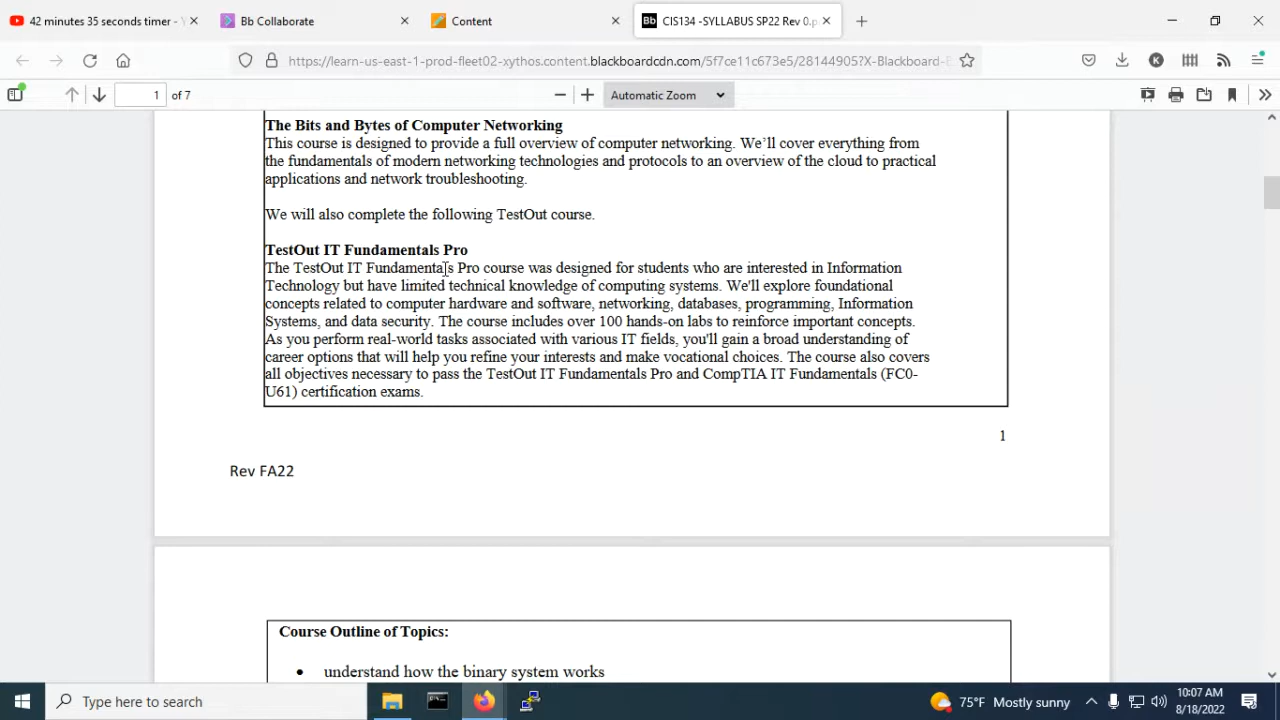 42 minutes 35 seconds timer -
Bb Collaborate
Content
Bb CIS134 -SYLLABUS SP22 Rev 0.p
https://learn-us-east-1-prod-fleet02-xythos.content.blackboardcdn.com/5f7ce11c673e5/28144905?X-Blackboard-
K
1 of 7
Automatic Zoom
The Bits and Bytes of Computer Networking
This course is designed to provide a full overview of computer networking. We'll cover everything from
the fundamentals of modern networking technologies and protocols to an overview of the cloud to practical
applications and network troubleshooting.
We will also complete the following TestOut course.
TestOut IT Fundamentals Pro
The TestOut IT Fundamentals Pro course was designed for students who are interested in Information
Technology but have limited technical knowledge of computing systems. We'll explore foundational
concepts related to computer hardware and software, networking, databases, programming, Information
Systems, and data security. The course includes over 100 hands-on labs to reinforce important concepts.
As you perform real-world tasks associated with various IT fields, you'll gain a broad understanding of
career options that will help you refine your interests and make vocational choices. The course also covers
all objectives necessary to pass the TestOut IT Fundamentals Pro and CompTIA IT Fundamentals (FC0-
U61) certification exams.
1
Rev FA22
Course Outline of Topics:
• understand how the binary system works
Type here to search
75°F Mostly sunny
10:07 AM
8/18/2022